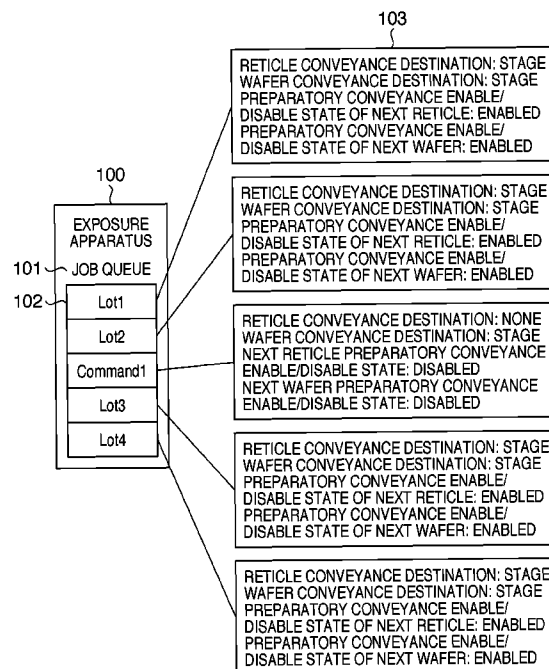 103
RETICLE CONVEYANCE DESTINATION: STAGE
WAFER CONVEYANCE DESTINATION: STAGE
PREPARATORY CONVEYANCE ENABLE/
DISABLE STATE OF NEXT RETICLE: ENABLED
PREPARATORY CONVEYANCE ENABLE/
DISABLE STATE OF NEXT WAFER: ENABLED
100
EXPOSURE
APPARATUS
101
JOB QUEUE
102
Lot1
Lot2
Command1
Lot3
Lot4
RETICLE CONVEYANCE DESTINATION: STAGE
WAFER CONVEYANCE DESTINATION: STAGE
PREPARATORY CONVEYANCE ENABLE/
DISABLE STATE OF NEXT RETICLE: ENABLED
PREPARATORY CONVEYANCE ENABLE/
DISABLE STATE OF NEXT WAFER: ENABLED
RETICLE CONVEYANCE DESTINATION: NONE
WAFER CONVEYANCE DESTINATION: STAGE
NEXT RETICLE PREPARATORY CONVEYANCE
ENABLE/DISABLE STATE: DISABLED
NEXT WAFER PREPARATORY CONVEYANCE
ENABLE/DISABLE STATE: DISABLED
RETICLE CONVEYANCE DESTINATION: STAGE
WAFER CONVEYANCE DESTINATION: STAGE
PREPARATORY CONVEYANCE ENABLE/
DISABLE STATE OF NEXT RETICLE: ENABLED
PREPARATORY CONVEYANCE ENABLE/
DISABLE STATE OF NEXT WAFER: ENABLED
RETICLE CONVEYANCE DESTINATION: STAGE
WAFER CONVEYANCE DESTINATION: STAGE
PREPARATORY CONVEYANCE ENABLE/
DISABLE STATE OF NEXT RETICLE: ENABLED
PREPARATORY CONVEYANCE ENABLE/
DISABLE STATE OF NEXT WAFER: ENABLED